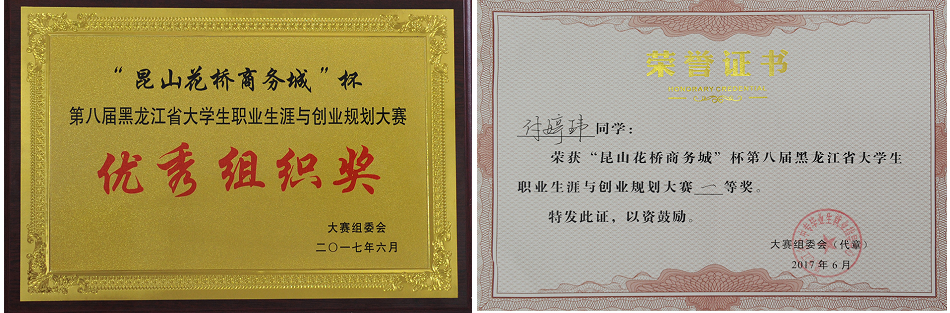 “昆山花桥商务城”杯
第八届黑龙江省大学生职业生涯与创业规划大赛
优秀组织奖
大赛组委会
二〇一七年六月
荣誉证书
婷玮同学：
荣获“昆山花桥商务城”杯第八届黑龙江省大学生
职业生涯与创业规划大赛一等奖。
特发此证，以资鼓励。
大赛组委会（代章）
2017年6月